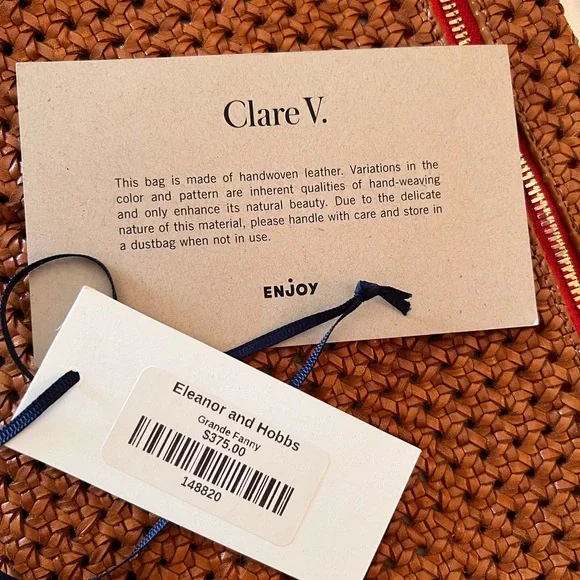 Clare V.
This bag is made of handwoven leather. Variations in the
color and pattern are inherent qualities of hand-weaving
and only enhance its natural beauty. Due to the delicate
nature of this material, please handle with care and store in
a dustbag when not in use.
ENJOY
Eleanor and Hobbs
Grande Fanny
$375.00
148820